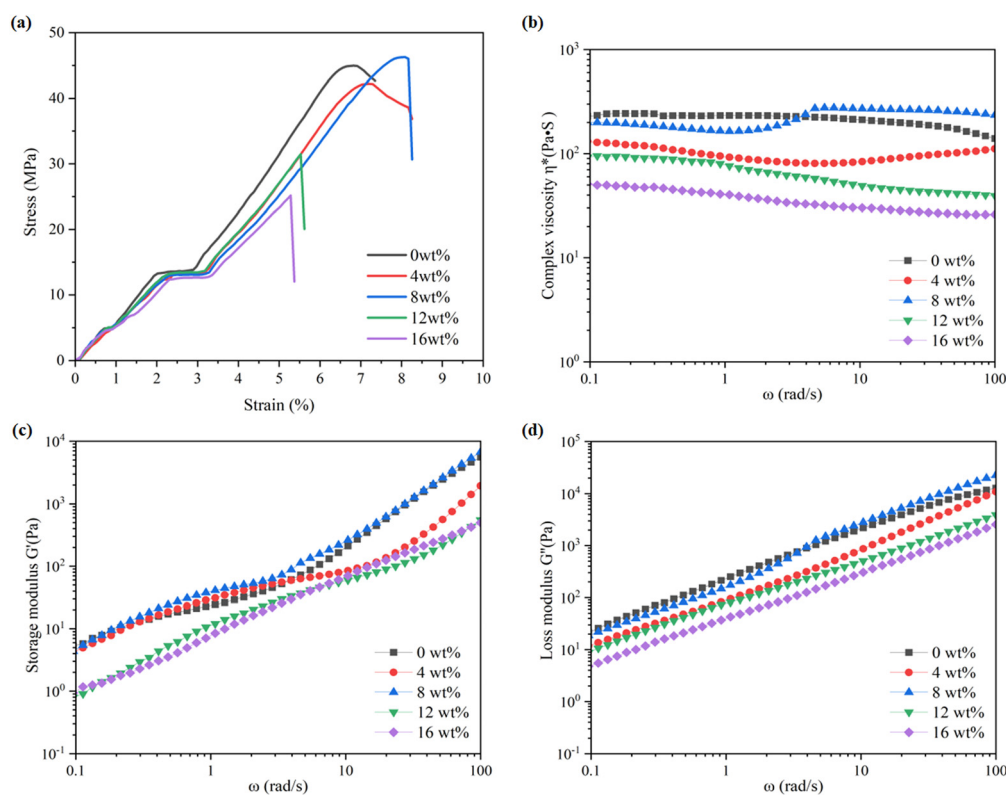 (a)
50
40
30
20
10
0
Stress (MPa)
0wt%
4wt%
8wt%
12wt%
16wt%
0 1 2 3 4 5 6 7 8 9 10
Strain (%)
(b)
10³
10²
10¹
10⁰
Complex viscosity η*(Pa•S )
0 wt%
4 wt%
8 wt%
12 wt%
16 wt%
0.1 1 10 100
ω (rad/s)
(c)
10⁴
10³
10²
10¹
10⁰
10⁻¹
Storage modulus G'(Pa)
0 wt%
4 wt%
8 wt%
12 wt%
16 wt%
0.1 1 10 100
ω (rad/s)
(d)
10⁵
10⁴
10³
10²
10¹
10⁰
10⁻¹
Loss modulus G''(Pa)
0 wt%
4 wt%
8 wt%
12 wt%
16 wt%
0.1 1 10 100
ω (rad/s)